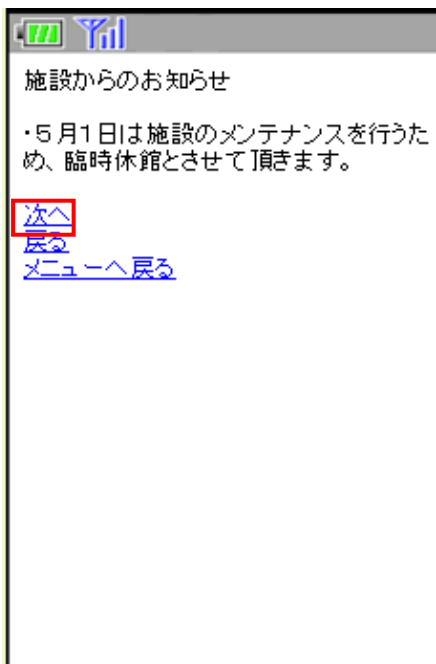 施設からのお知らせ
・5月1日は施設のメンテナンスを行うた
め、臨時休館とさせて頂きます。
次へ
戻る
メニューへ戻る